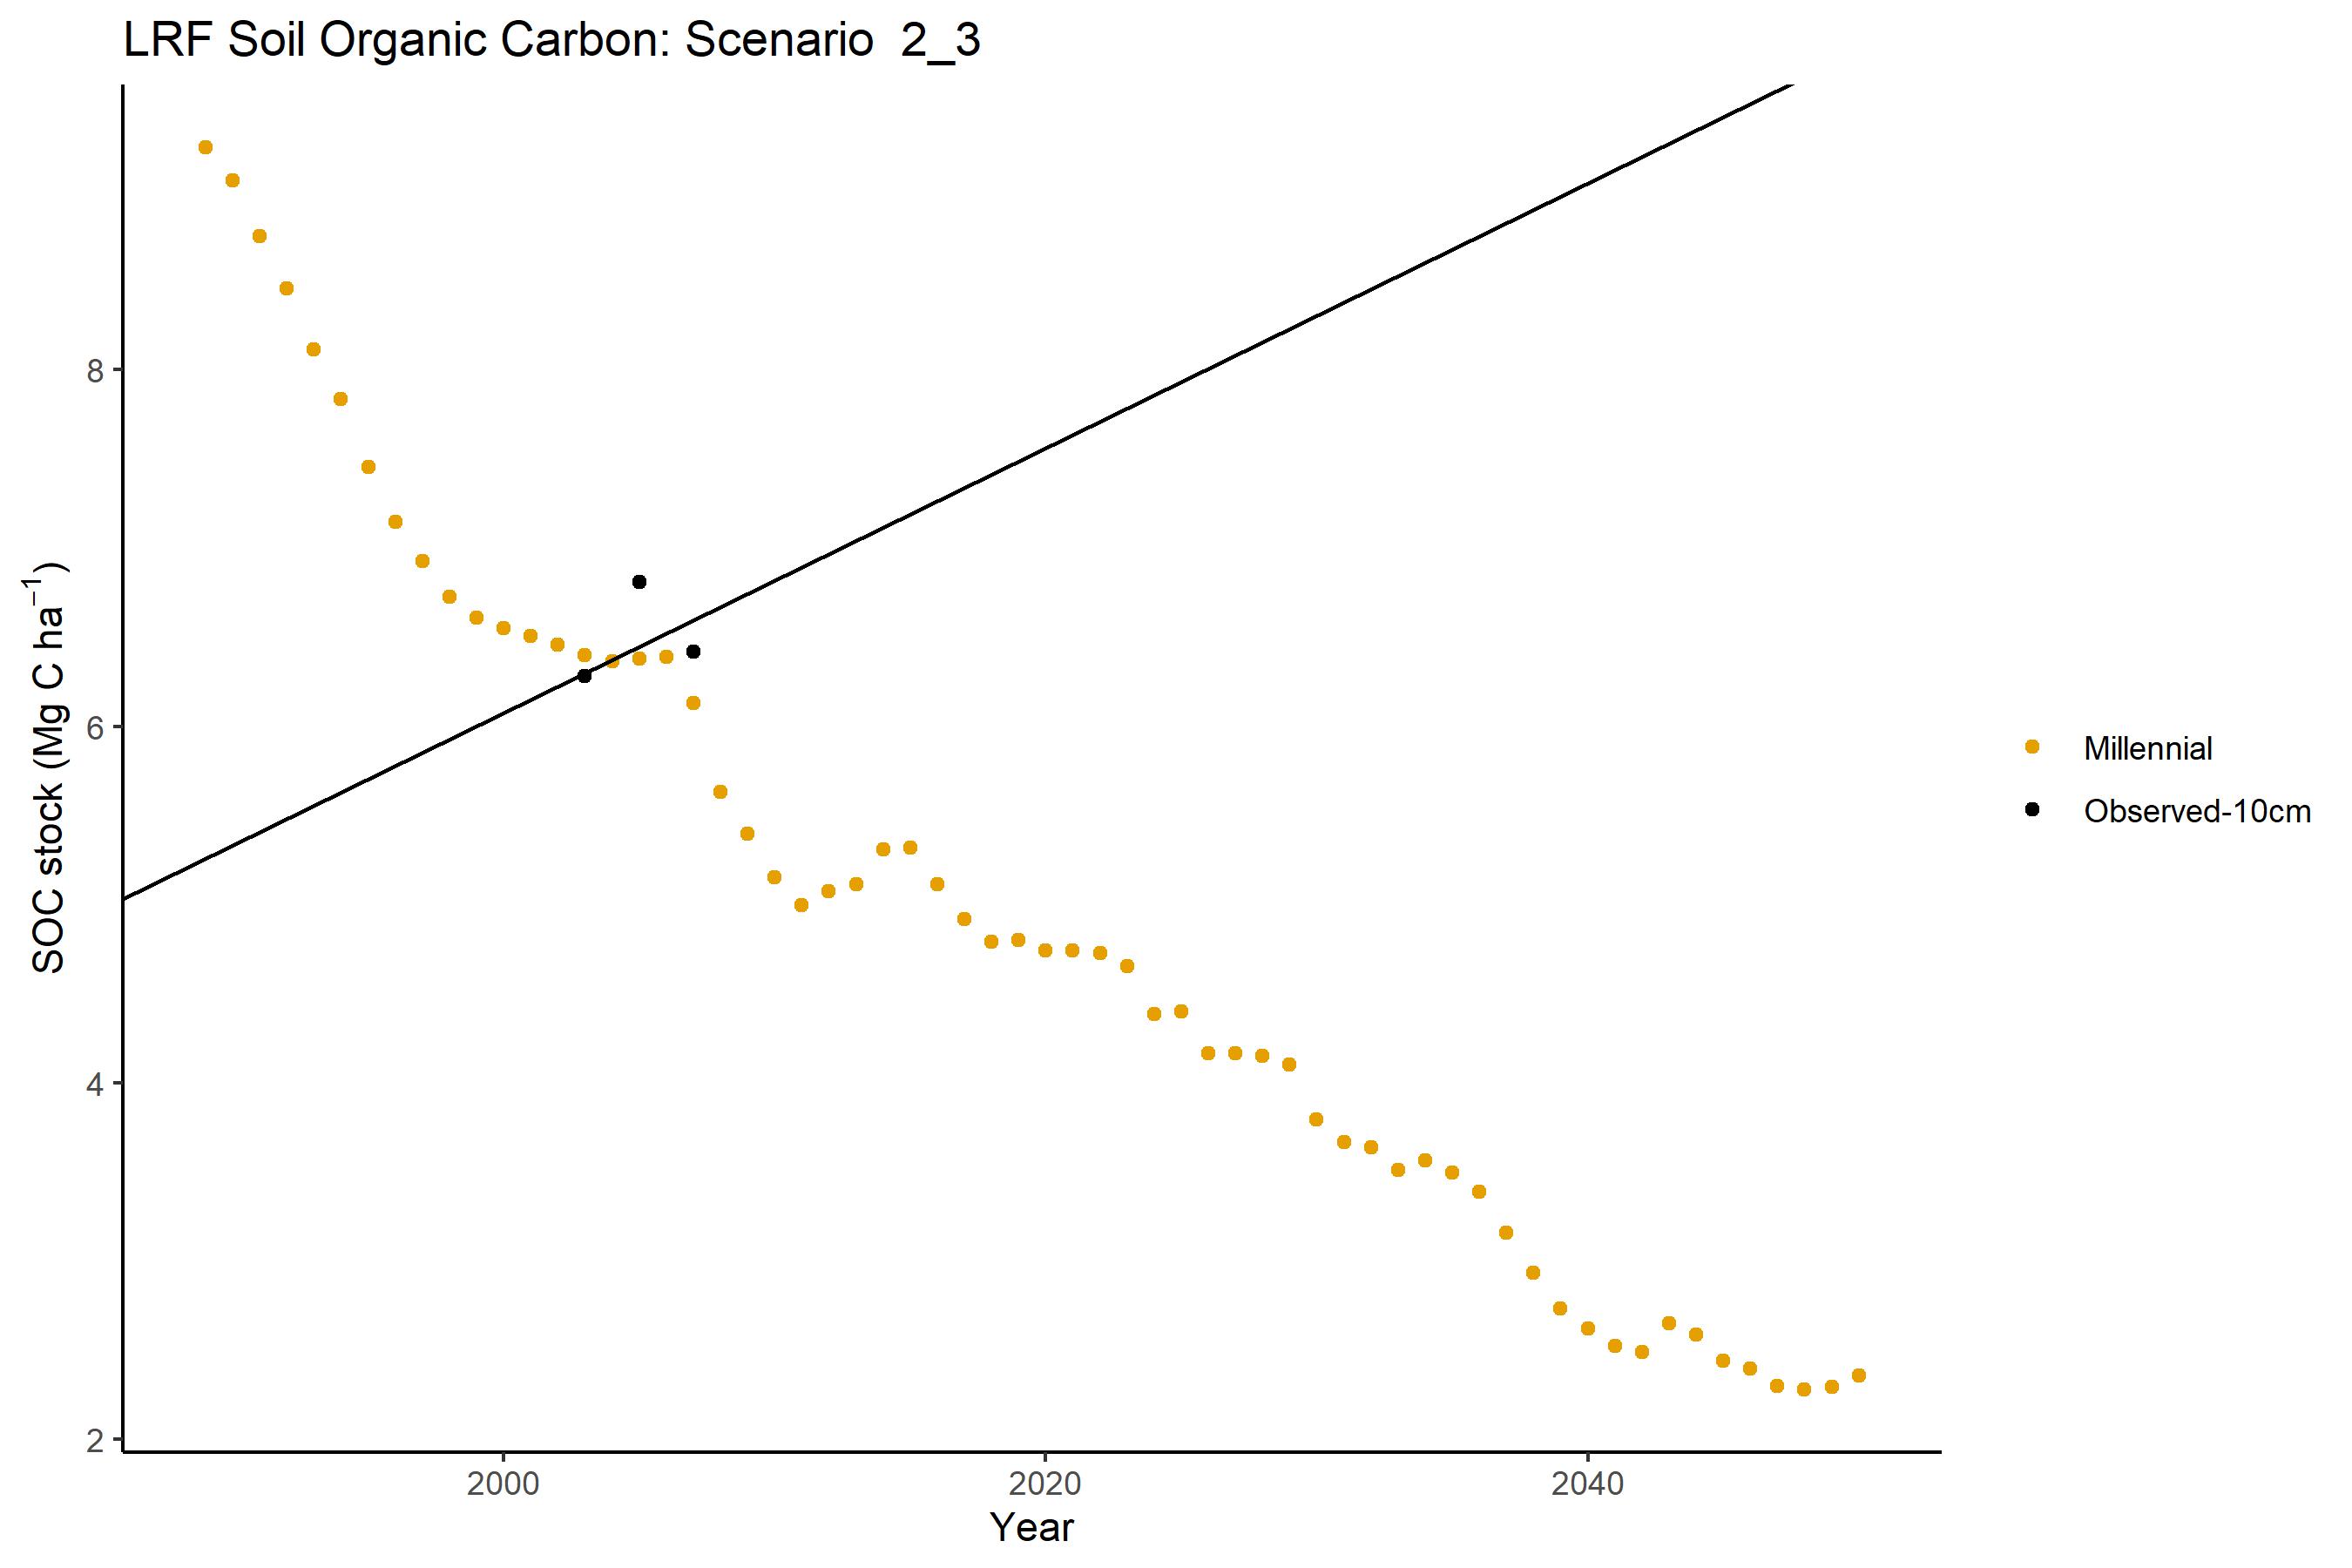 LRF Soil Organic Carbon: Scenario  2_3
SOC stock (Mg C ha⁻¹)
8
6
4
2
2000
2020
2040
Year
Millennial
Observed-10cm